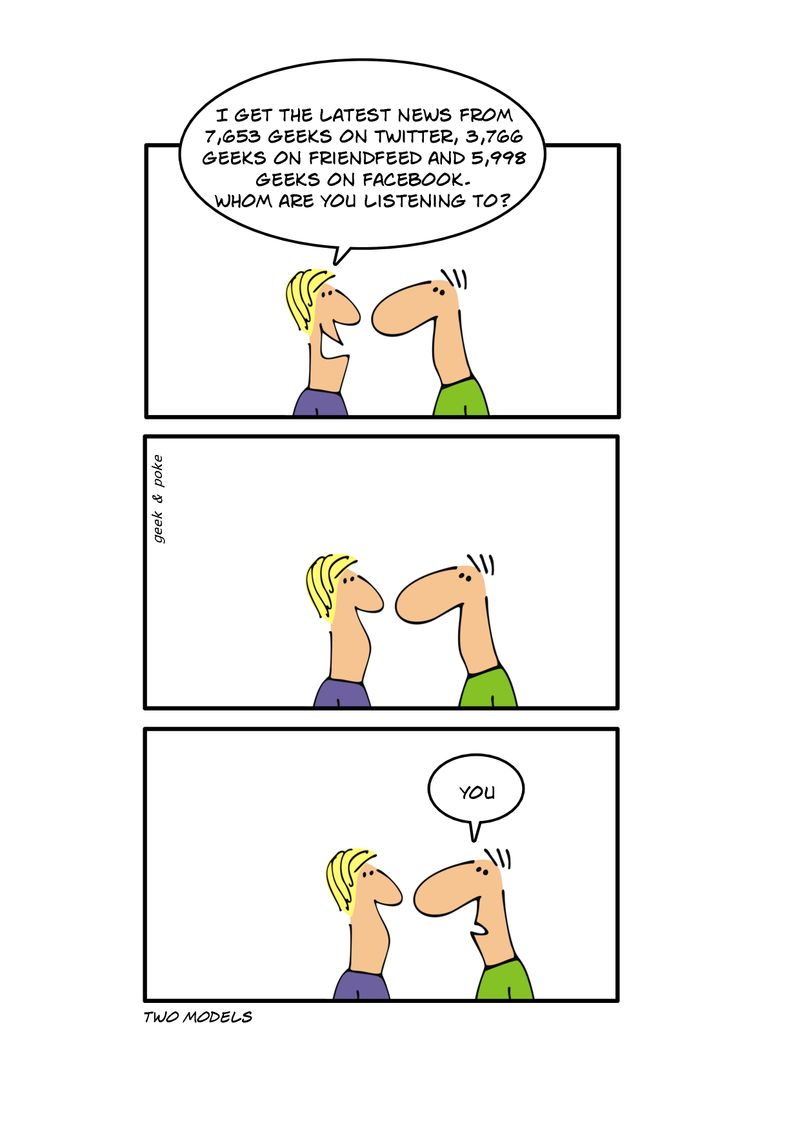 I GET THE LATEST NEWS FROM
7,653 GEEKS ON TWITTER, 3,766
GEEKS ON FRIENDFEED AND 5,998
GEEKS ON FACEBOOK.
WHOM ARE YOU LISTENING TO?
geek & poke
YOU
TWO MODELS